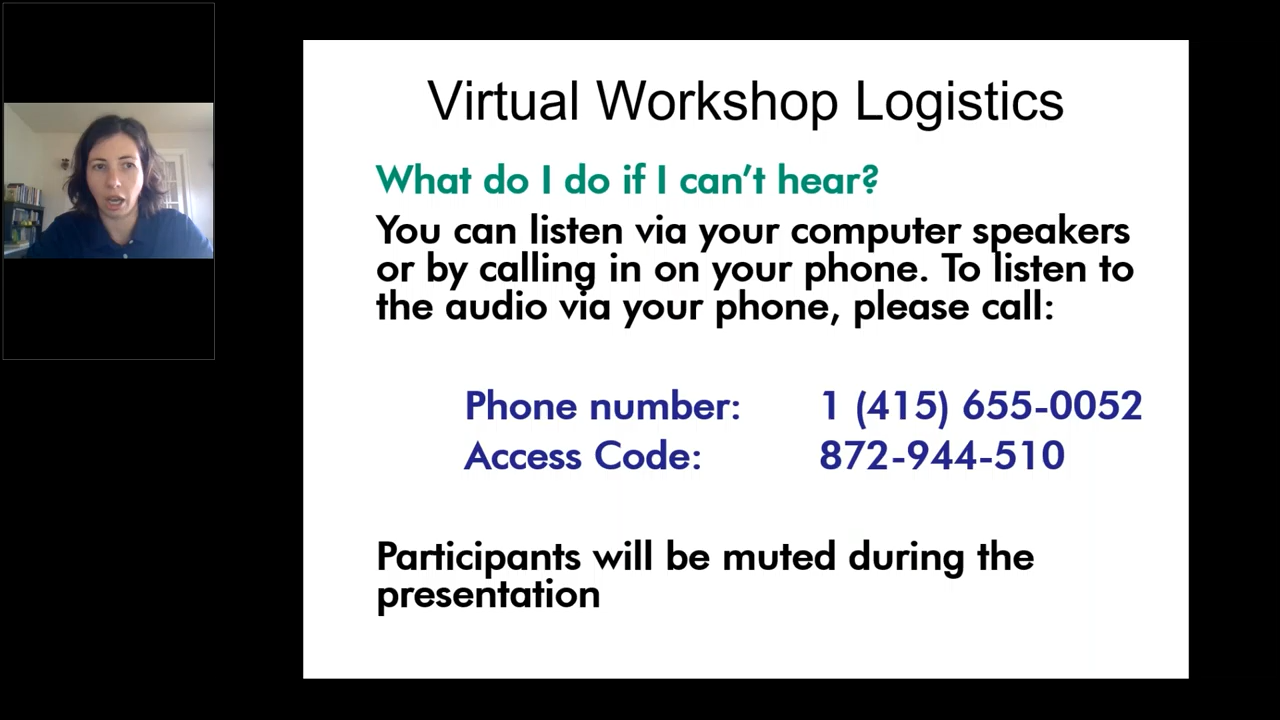 Virtual Workshop Logistics
What do I do if I can't hear?
You can listen via your computer speakers
or by calling in on your phone. To listen to
the audio via your phone, please call:
Phone number: 1 (415) 655-0052
Access Code: 872-944-510
Participants will be muted during the
presentation